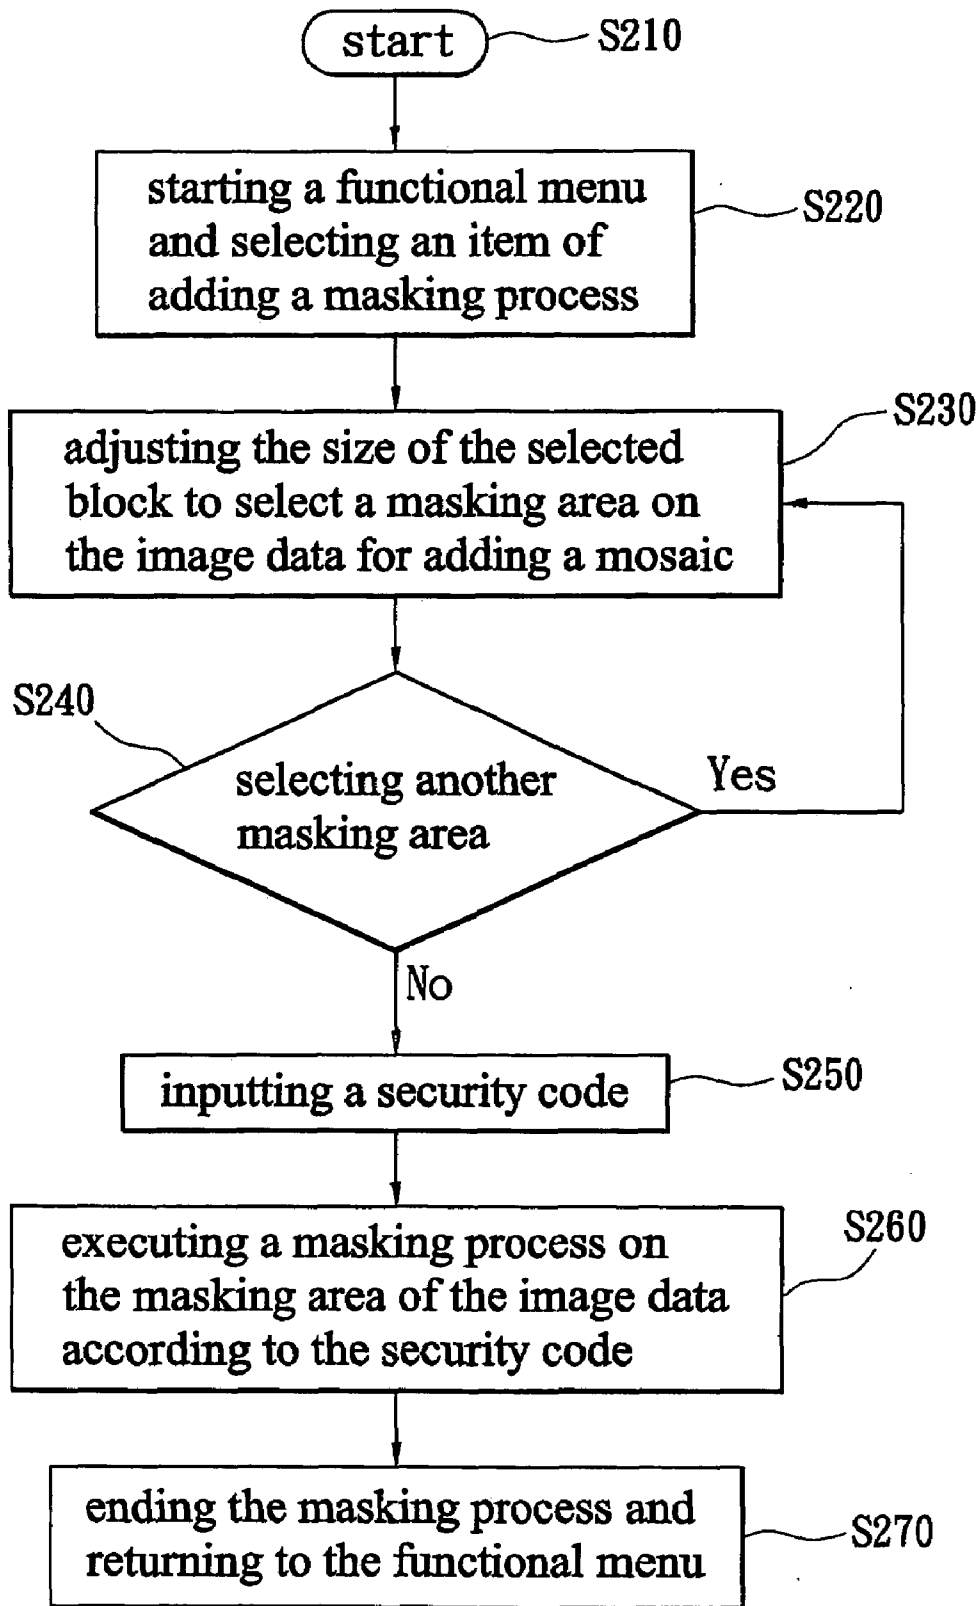 start
S210
starting a functional menu
and selecting an item of
adding a masking process
S220
adjusting the size of the selected
block to select a masking area on
the image data for adding a mosaic
S230
S240
selecting another
masking area
Yes
No
inputting a security code
S250
executing a masking process on
the masking area of the image data
according to the security code
S260
ending the masking process and
returning to the functional menu
S270